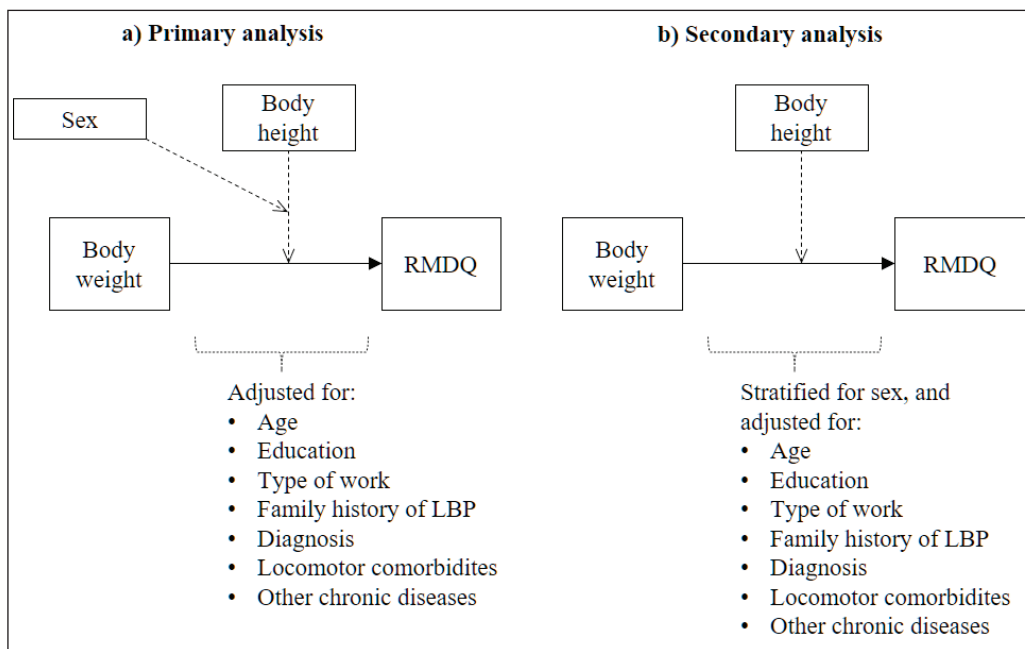 a) Primary analysis
Sex
Body
height
Body
weight
RMDQ
Adjusted for:
• Age
• Education
• Type of work
• Family history of LBP
• Diagnosis
• Locomotor comorbidites
• Other chronic diseases
b) Secondary analysis
Body
height
Body
weight
RMDQ
Stratified for sex, and
adjusted for:
• Age
• Education
• Type of work
• Family history of LBP
• Diagnosis
• Locomotor comorbidites
• Other chronic diseases